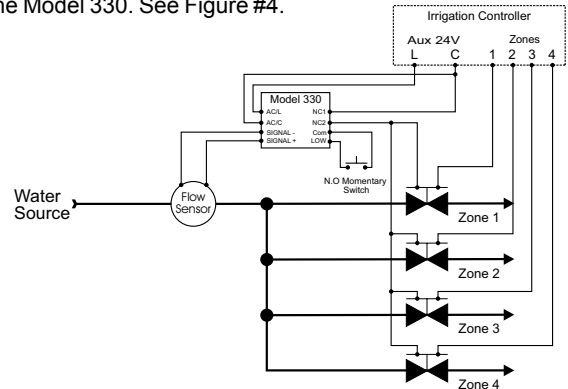 he Model 330. See Figure #4.
Irrigation Controller
Aux 24V Zones
L C 1 2 3 4
Model 330
AC/L NC1
AC/C NC2
SIGNAL - Com
SIGNAL + LOW
N.O Momentary
Switch
Water
Source
Flow
Sensor
Zone 1
Zone 2
Zone 3
Zone 4